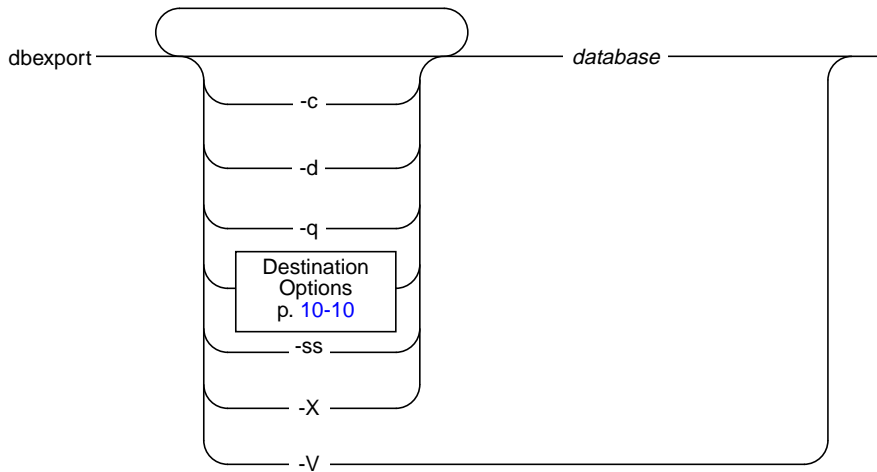 dbexport
database
-c
-d
-q
Destination
Options
p. 10-10
-ss
-X
-V